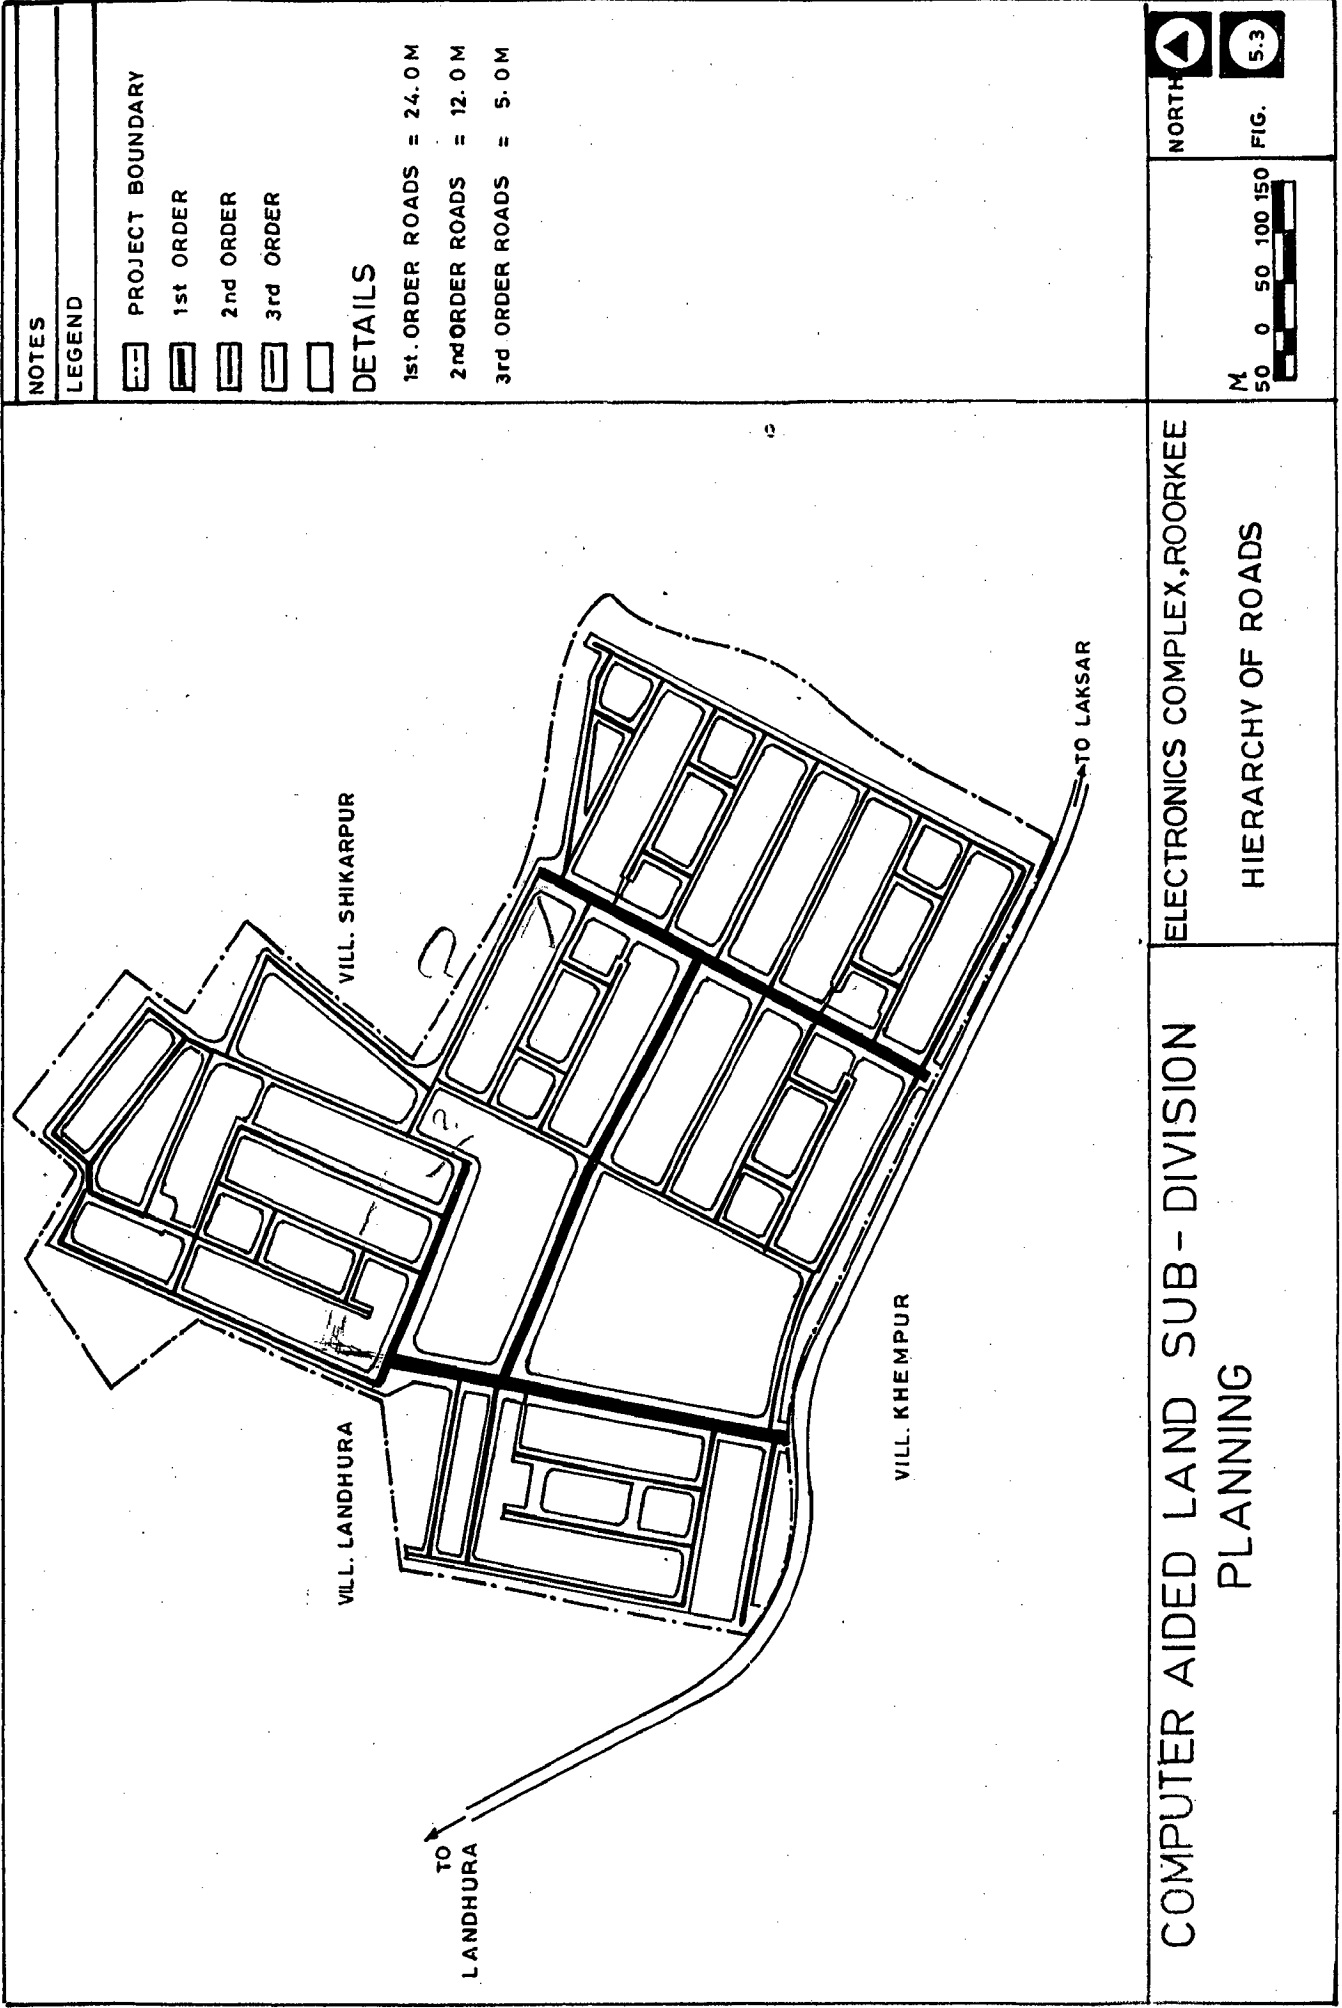 NOTES
LEGEND
PROJECT BOUNDARY
1st ORDER
2nd ORDER
3rd ORDER
DETAILS
1st. ORDER ROADS = 24.0 M
2nd ORDER ROADS = 12.0 M
3rd ORDER ROADS = 5.0 M
VILL. SHIKARPUR
VILL. LANDHURA
VILL. KHEMPUR
TO LAKSAR
TO
LANDHURA
COMPUTER AIDED LAND SUB-DIVISION
PLANNING
ELECTRONICS COMPLEX, ROORKEE
HIERARCHY OF ROADS
M
50 0 50 100 150
NORTH
FIG. 5.3